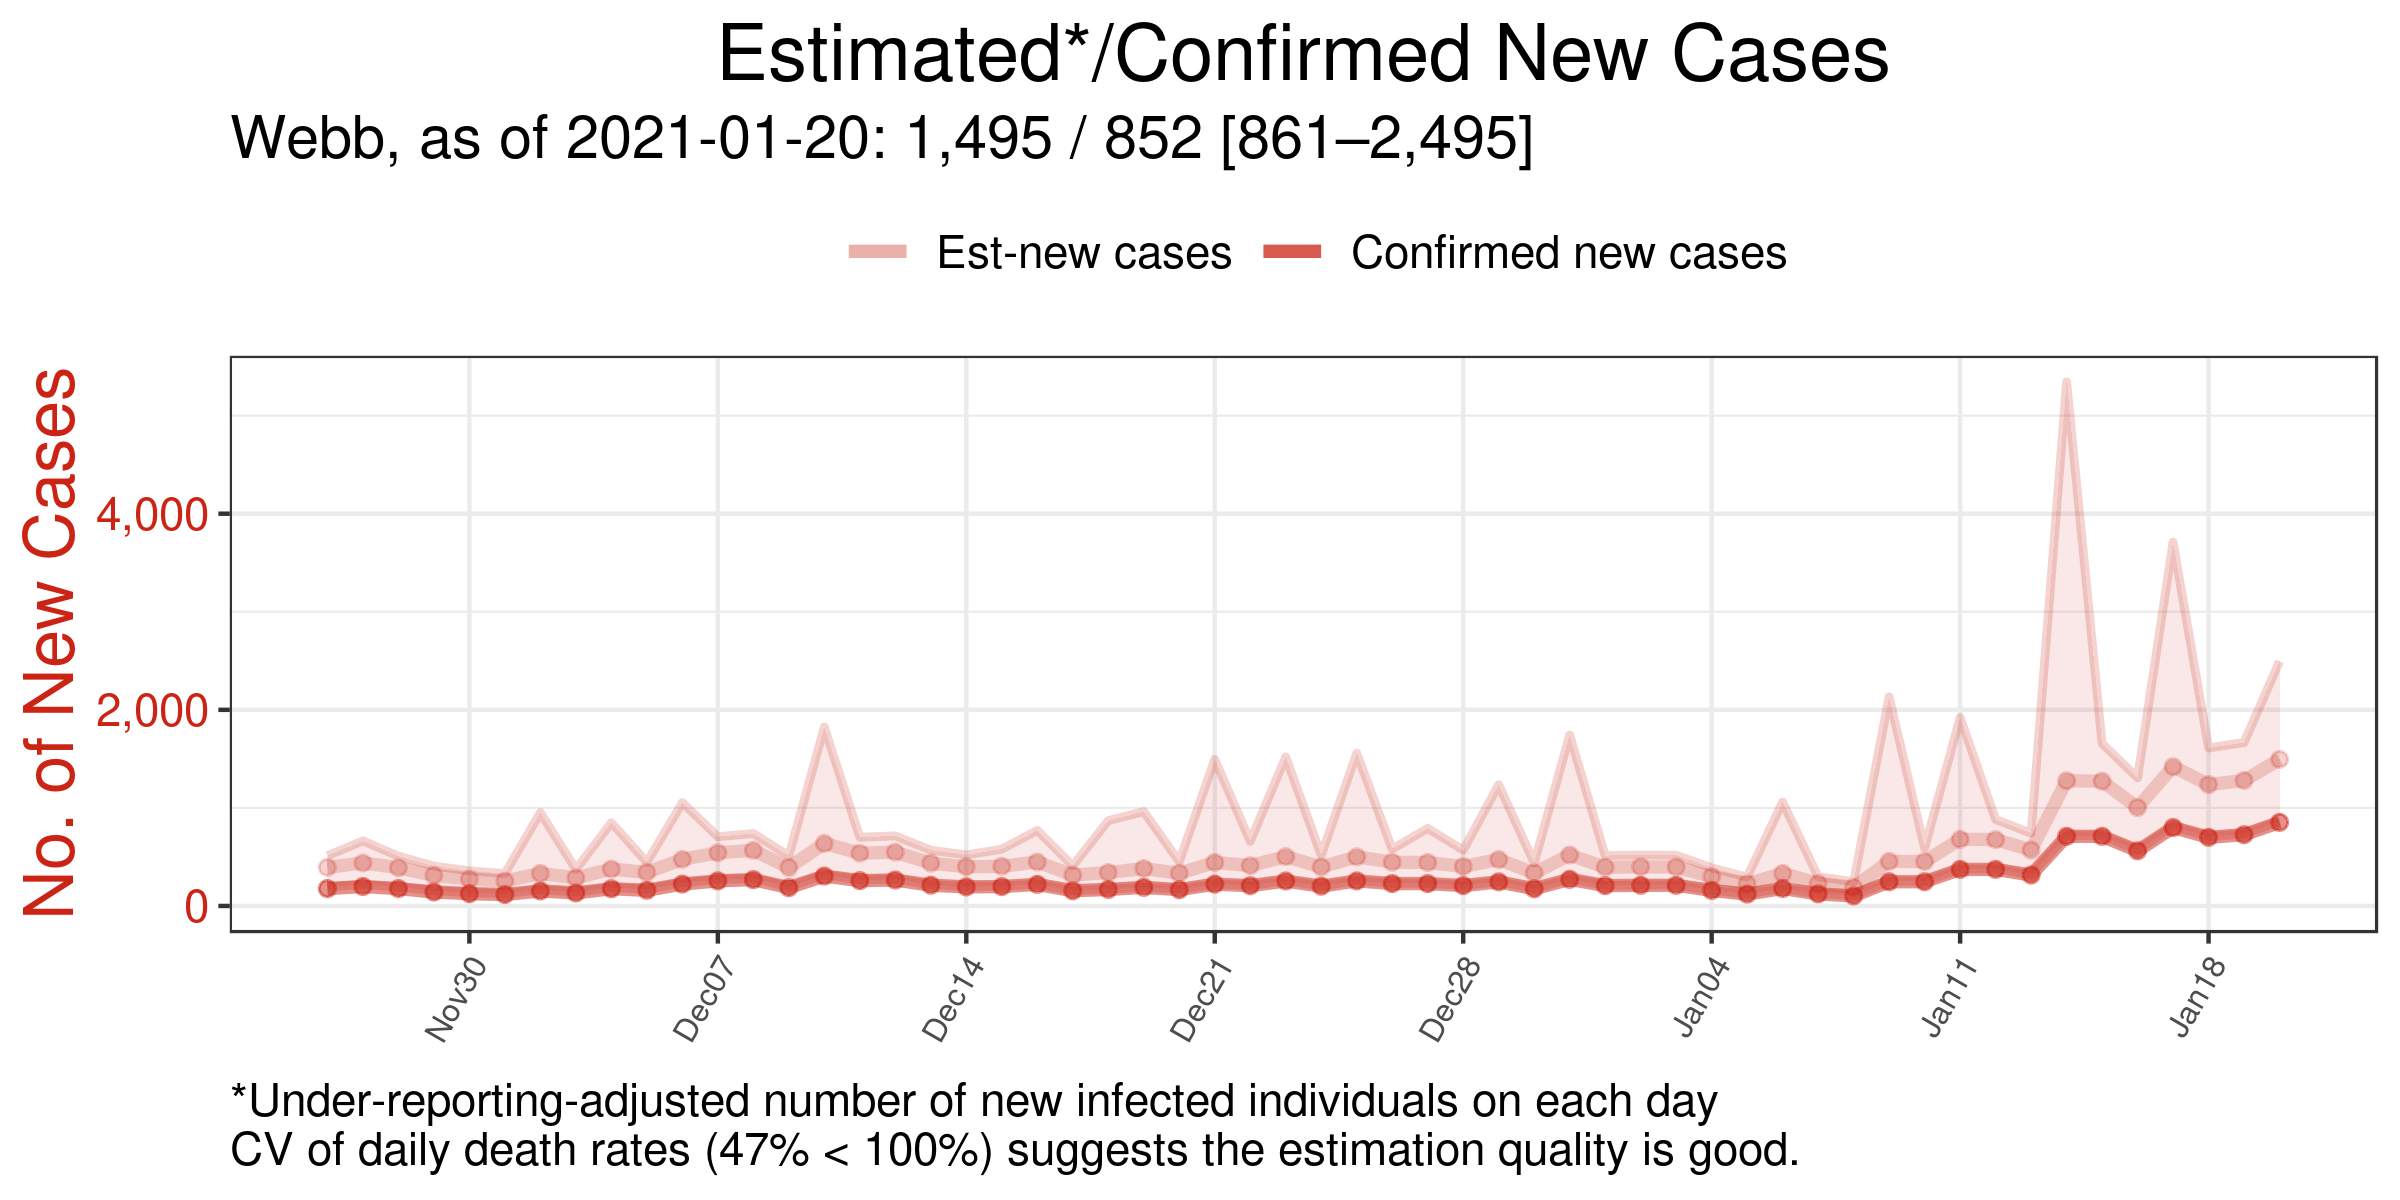 Estimated*/Confirmed New Cases
Webb, as of 2021-01-20: 1,495 / 852 [861–2,495]
Est-new cases
Confirmed new cases
No. of New Cases
4,000
2,000
0
Nov30
Dec07
Dec14
Dec21
Dec28
Jan04
Jan11
Jan18
*Under-reporting-adjusted number of new infected individuals on each day
CV of daily death rates (47% < 100%) suggests the estimation quality is good.